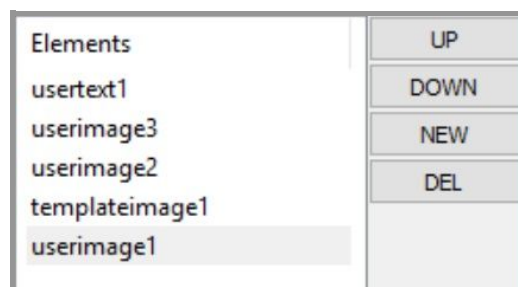 Elements
usertext1
userimage3
userimage2
templateimage1
userimage1
UP
DOWN
NEW
DEL